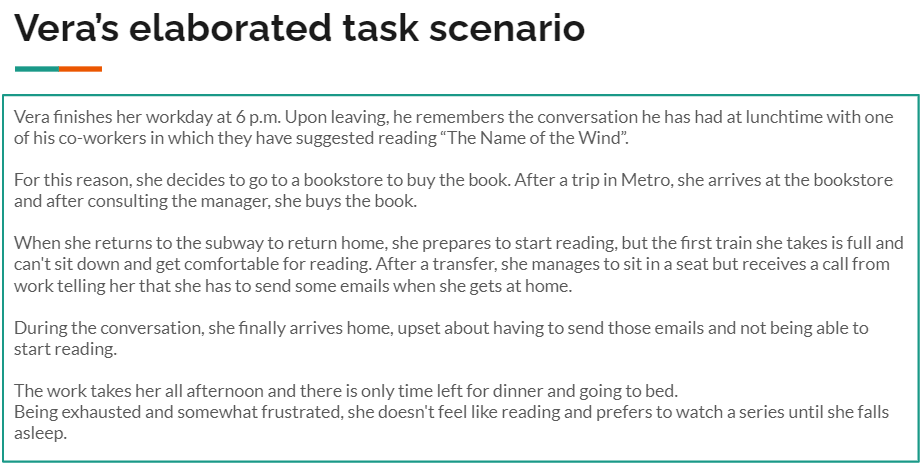 Vera’s elaborated task scenario
Vera finishes her workday at 6 p.m. Upon leaving, he remembers the conversation he has had at lunchtime with one
of his co-workers in which they have suggested reading “The Name of the Wind”.
For this reason, she decides to go to a bookstore to buy the book. After a trip in Metro, she arrives at the bookstore
and after consulting the manager, she buys the book.
When she returns to the subway to return home, she prepares to start reading, but the first train she takes is full and
can't sit down and get comfortable for reading. After a transfer, she manages to sit in a seat but receives a call from
work telling her that she has to send some emails when she gets at home.
During the conversation, she finally arrives home, upset about having to send those emails and not being able to
start reading.
The work takes her all afternoon and there is only time left for dinner and going to bed.
Being exhausted and somewhat frustrated, she doesn't feel like reading and prefers to watch a series until she falls
asleep.